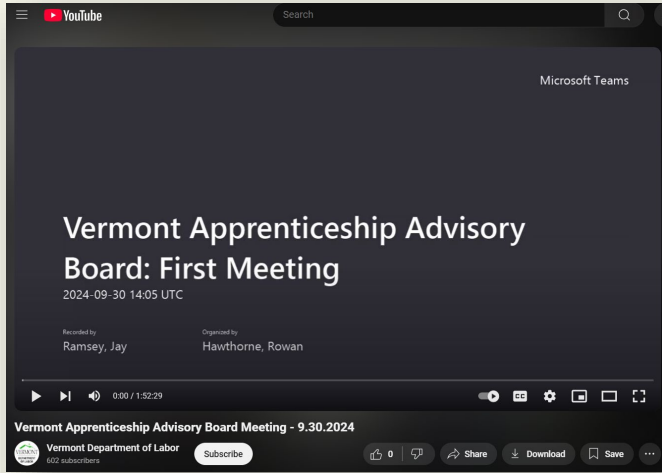 YouTube
Search
Microsoft Teams
Vermont Apprenticeship Advisory
Board: First Meeting
2024-09-30 14:05 UTC
Recorded by
Organized by
Ramsey, Jay
Hawthorne, Rowan
0:00 / 1:52:29
CC
Vermont Apprenticeship Advisory Board Meeting - 9.30.2024
VERMONT
Vermont Department of Labor
602 subscribers
Subscribe
0
Share
Download
Save